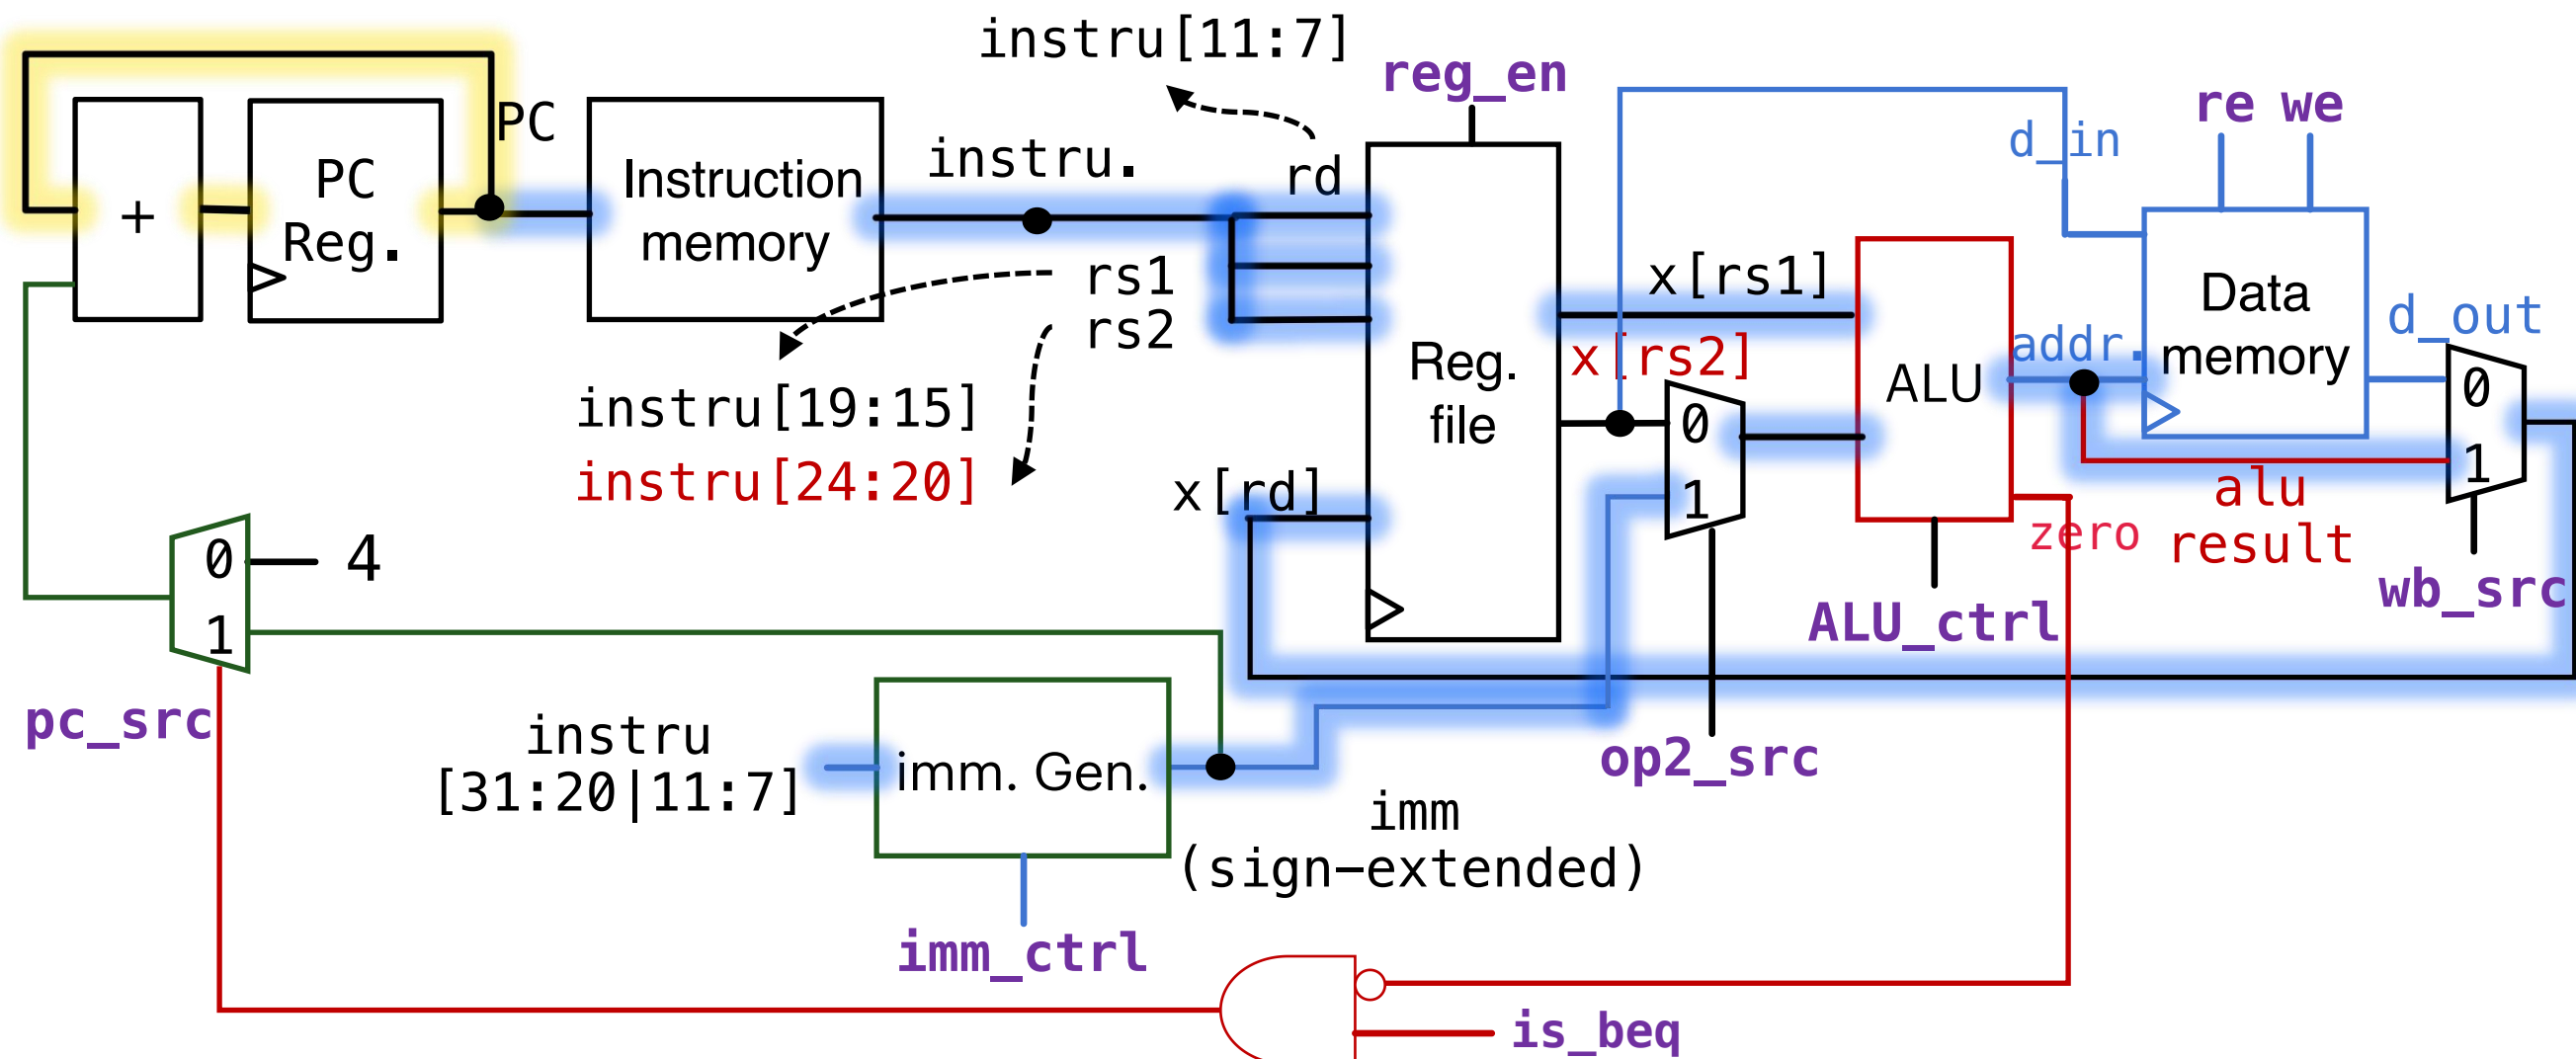 instru[11:7]
reg_en
re we
PC
d_in
instru.
rd
PC
Reg.
Instruction
memory
+
rs1
rs2
x[rs1]
Data
memory
d_out
addr.
x[rs2]
Reg.
file
ALU
0
1
instru[19:15]
instru[24:20]
0
1
x[rd]
alu
result
zero
wb_src
0
1
4
ALU_ctrl
pc_src
instru
[31:20|11:7]
imm. Gen.
op2_src
imm
(sign-extended)
imm_ctrl
is_beq